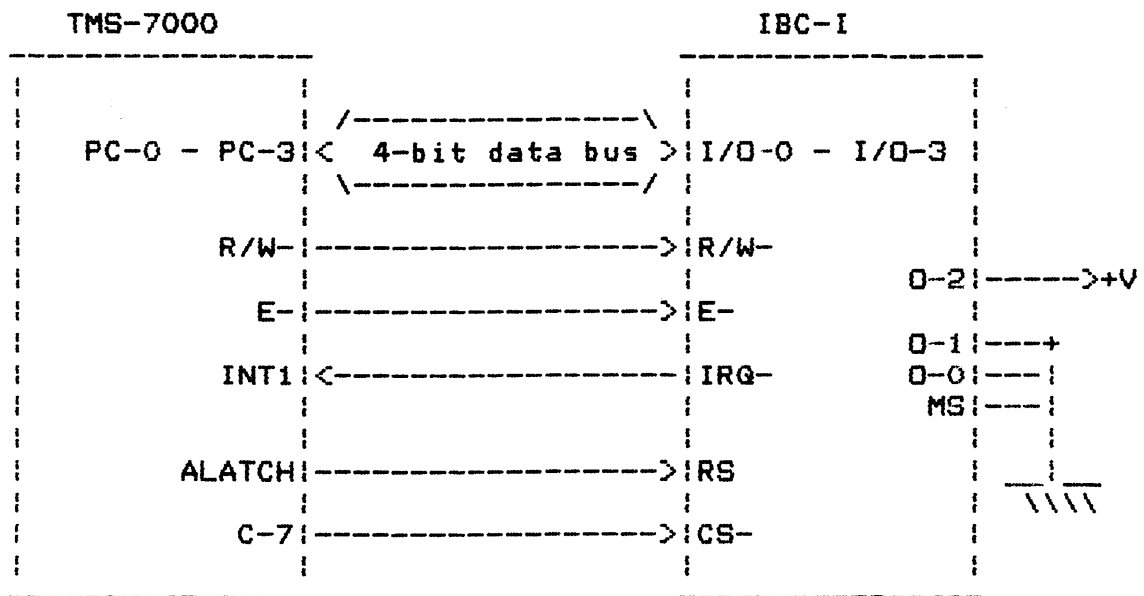 TMS-7000 IBC-I
PC-0 - PC-3 4-bit data bus I/O-0 - I/O-3
R/W- R/W-
O-2 +V
E- E-
O-1
INT1 IRQ- O-0
MS
ALATCH RS
C-7 CS-